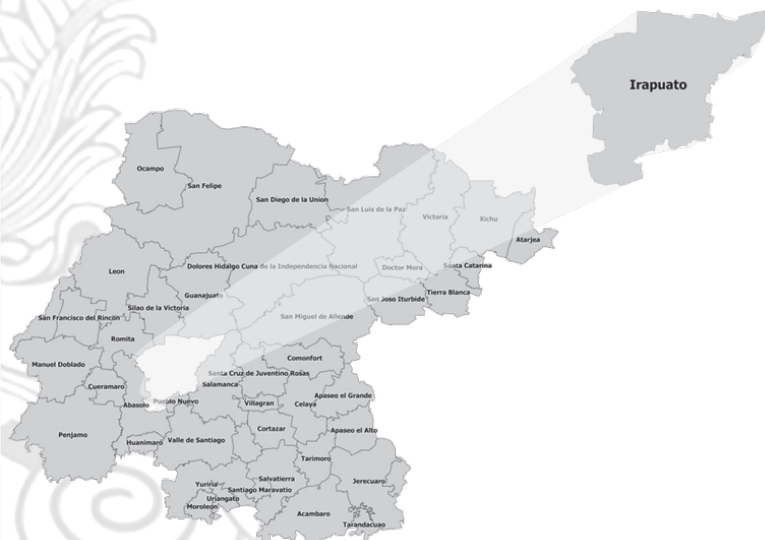 Irapuato
Ocampo
San Felipe
San Diego de la Union
San Luis de la Paz
Victoria
Xichu
Atarjea
Leon
Dolores Hidalgo Cuna de la Independencia Nacional
Doctor Mora
Santa Catarina
Guanajuato
Silao de la Victoria
San Joso Iturbide
Tierra Blanca
San Francisco del Rincón
San Miguel de Allende
Romita
Manuel Doblado
Comonfort
Santa Cruz de Juventino Rosas
Cueramaro
Salamanca
Apaseo el Grande
Abasolo
Pueblo Nuevo
Villagran
Celaya
Penjamo
Huanimaro
Valle de Santiago
Cortazar
Apaseo el Alto
Tarimoro
Yuriria
Salvatierra
Jerecuaro
Santiago Maravatio
Uriangato
Moroleon
Acambaro
Tarandacuao